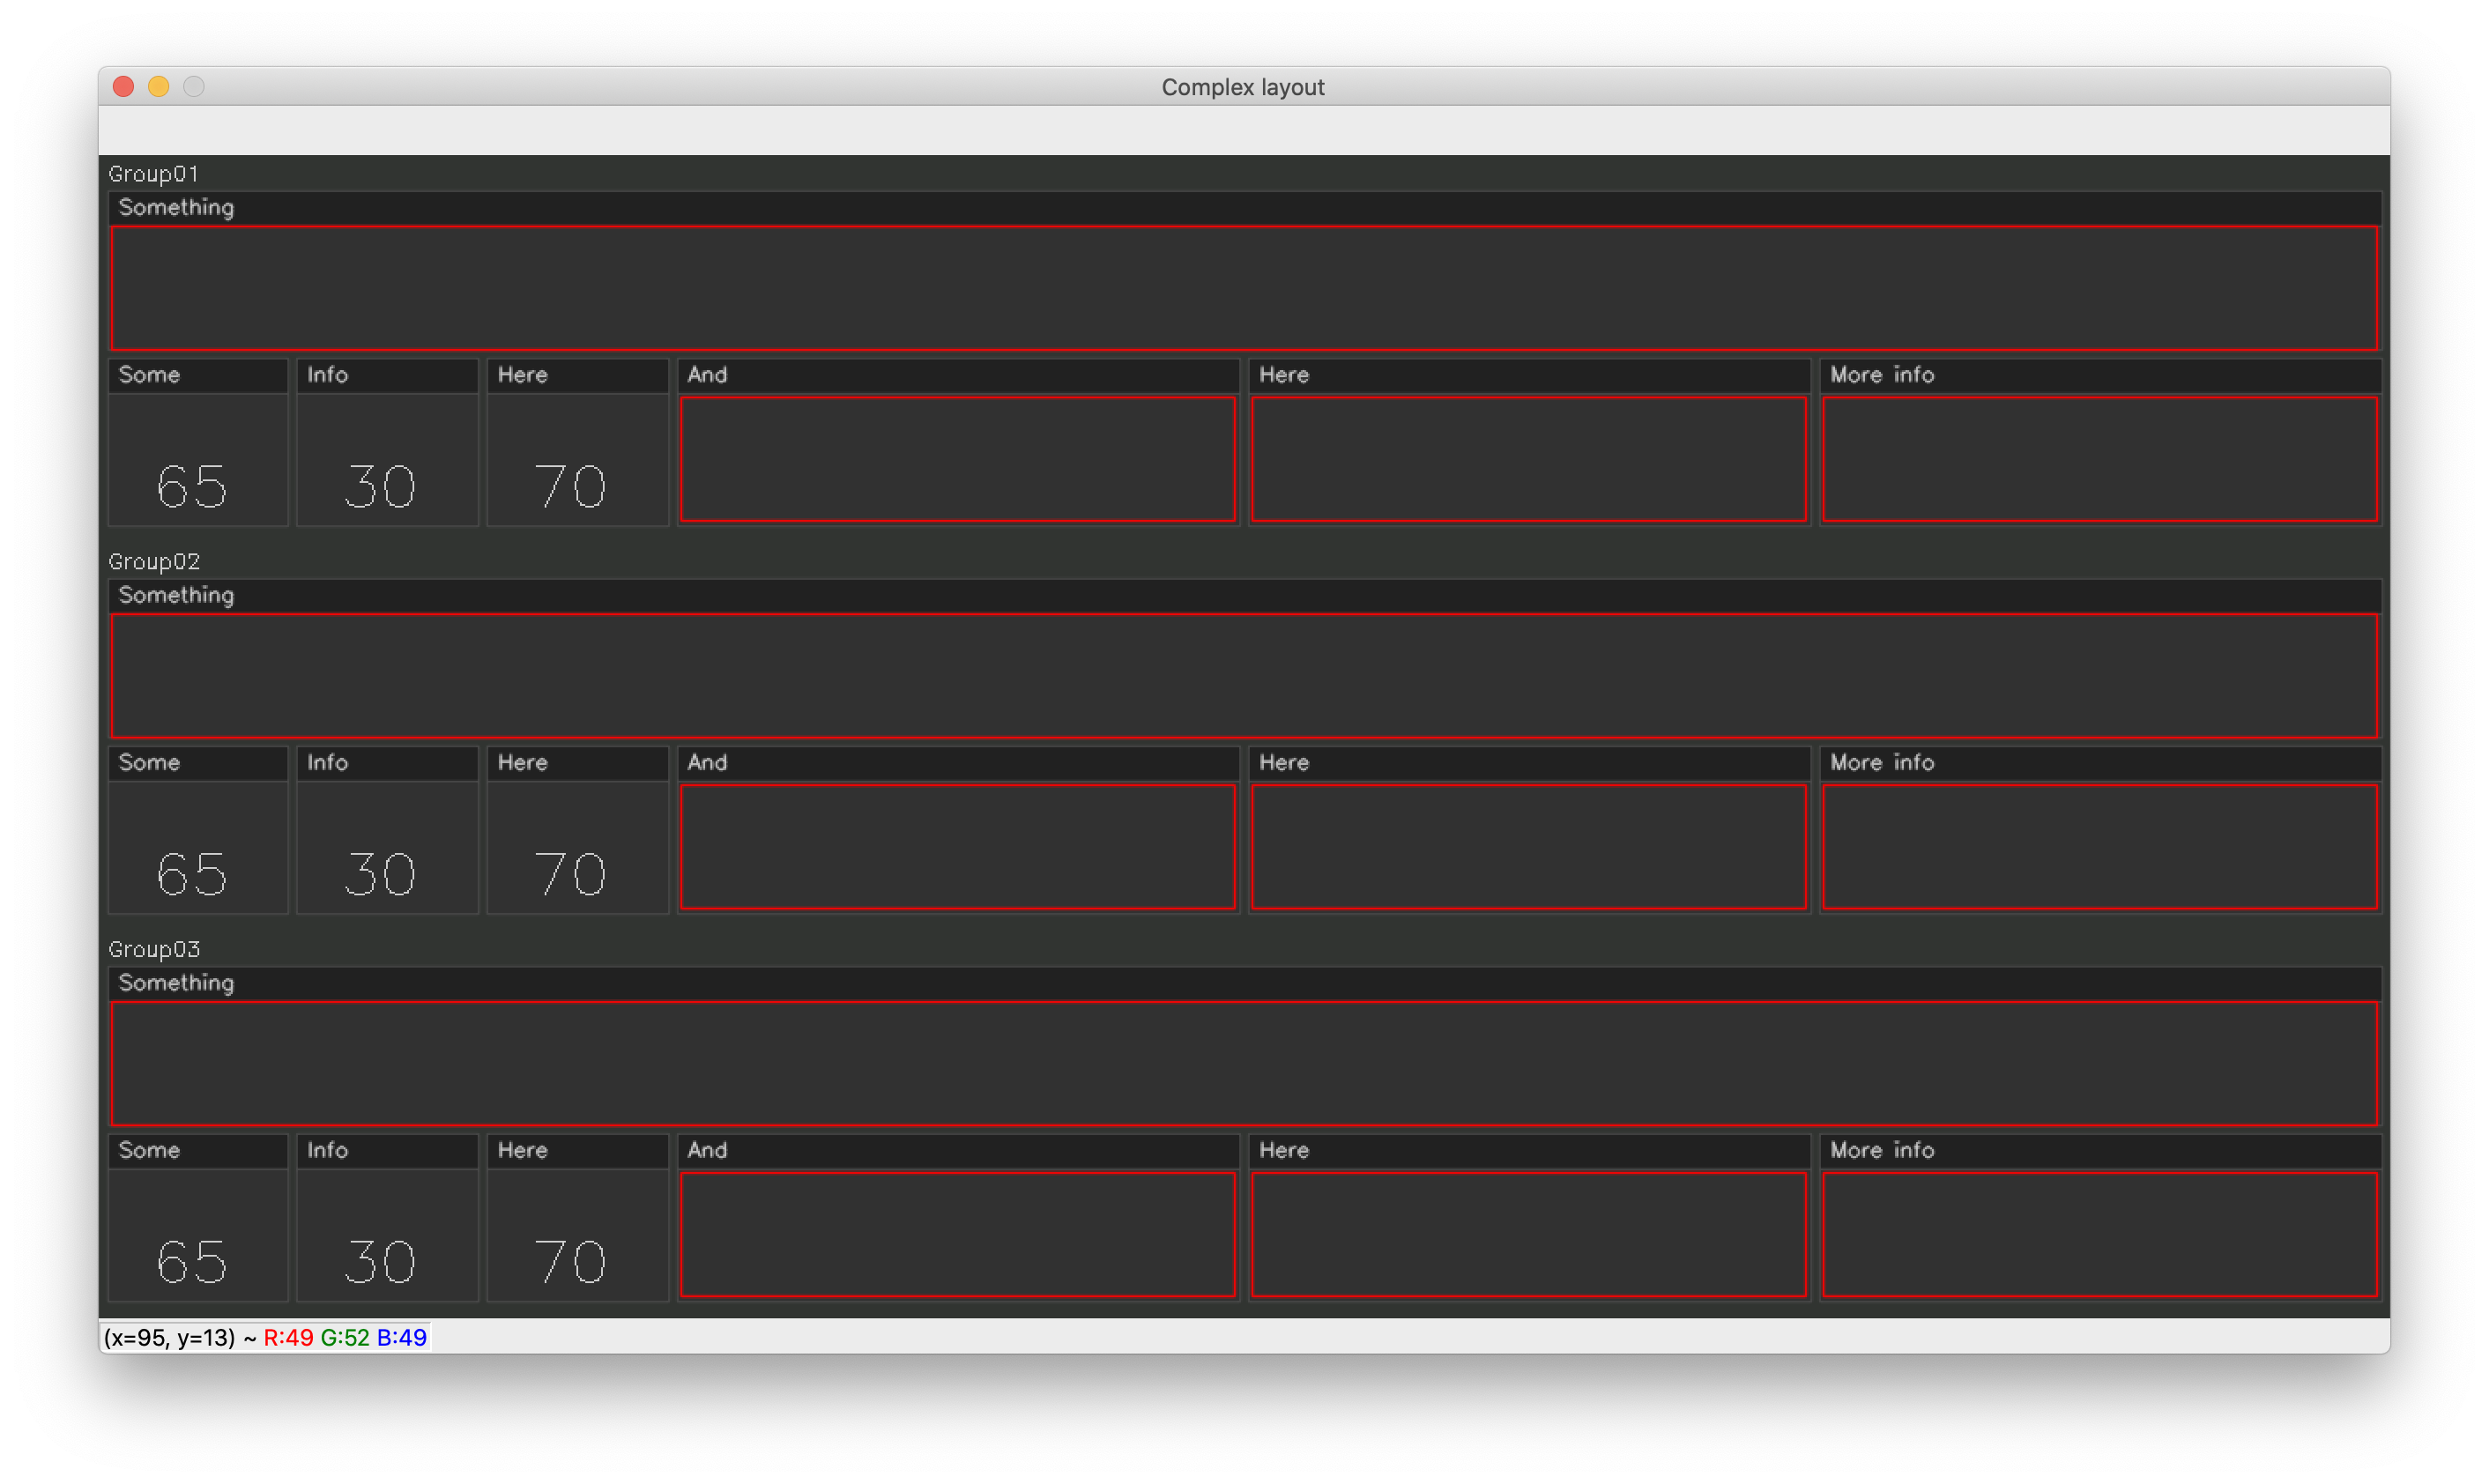 Complex layout
Group01
Something
Some Info Here And Here More info
65 30 70
Group02
Something
Some Info Here And Here More info
65 30 70
Group03
Something
Some Info Here And Here More info
65 30 70
(x=95, y=13) ~ R:49 G:52 B:49